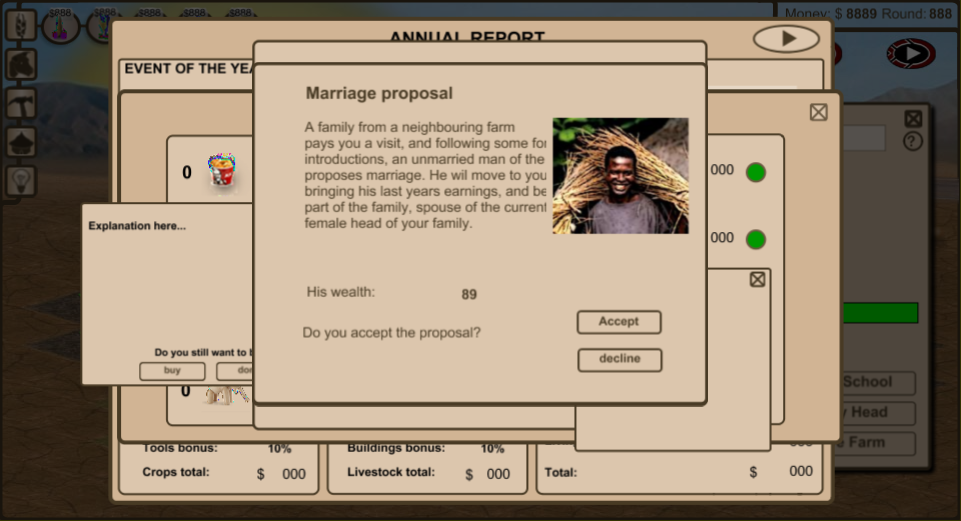 $888 $888 $888 $888 $888
Money: $ 8889 Round: 888
ANNUAL REPORT
EVENT OF THE YEA
Marriage proposal
A family from a neighbouring farm
pays you a visit, and following some for
introductions, an unmarried man of the
proposes marriage. He wil move to you
bringing his last years earnings, and be
part of the family, spouse of the current
female head of your family.
0
000
?
Explanation here...
000
His wealth: 89
Accept
Do you accept the proposal?
Do you still want to b
decline
buy
don
School
0
Head
Farm
Tools bonus: 10%
Buildings bonus: 10%
Crops total: $ 000
Livestock total: $ 000
Total: $ 000